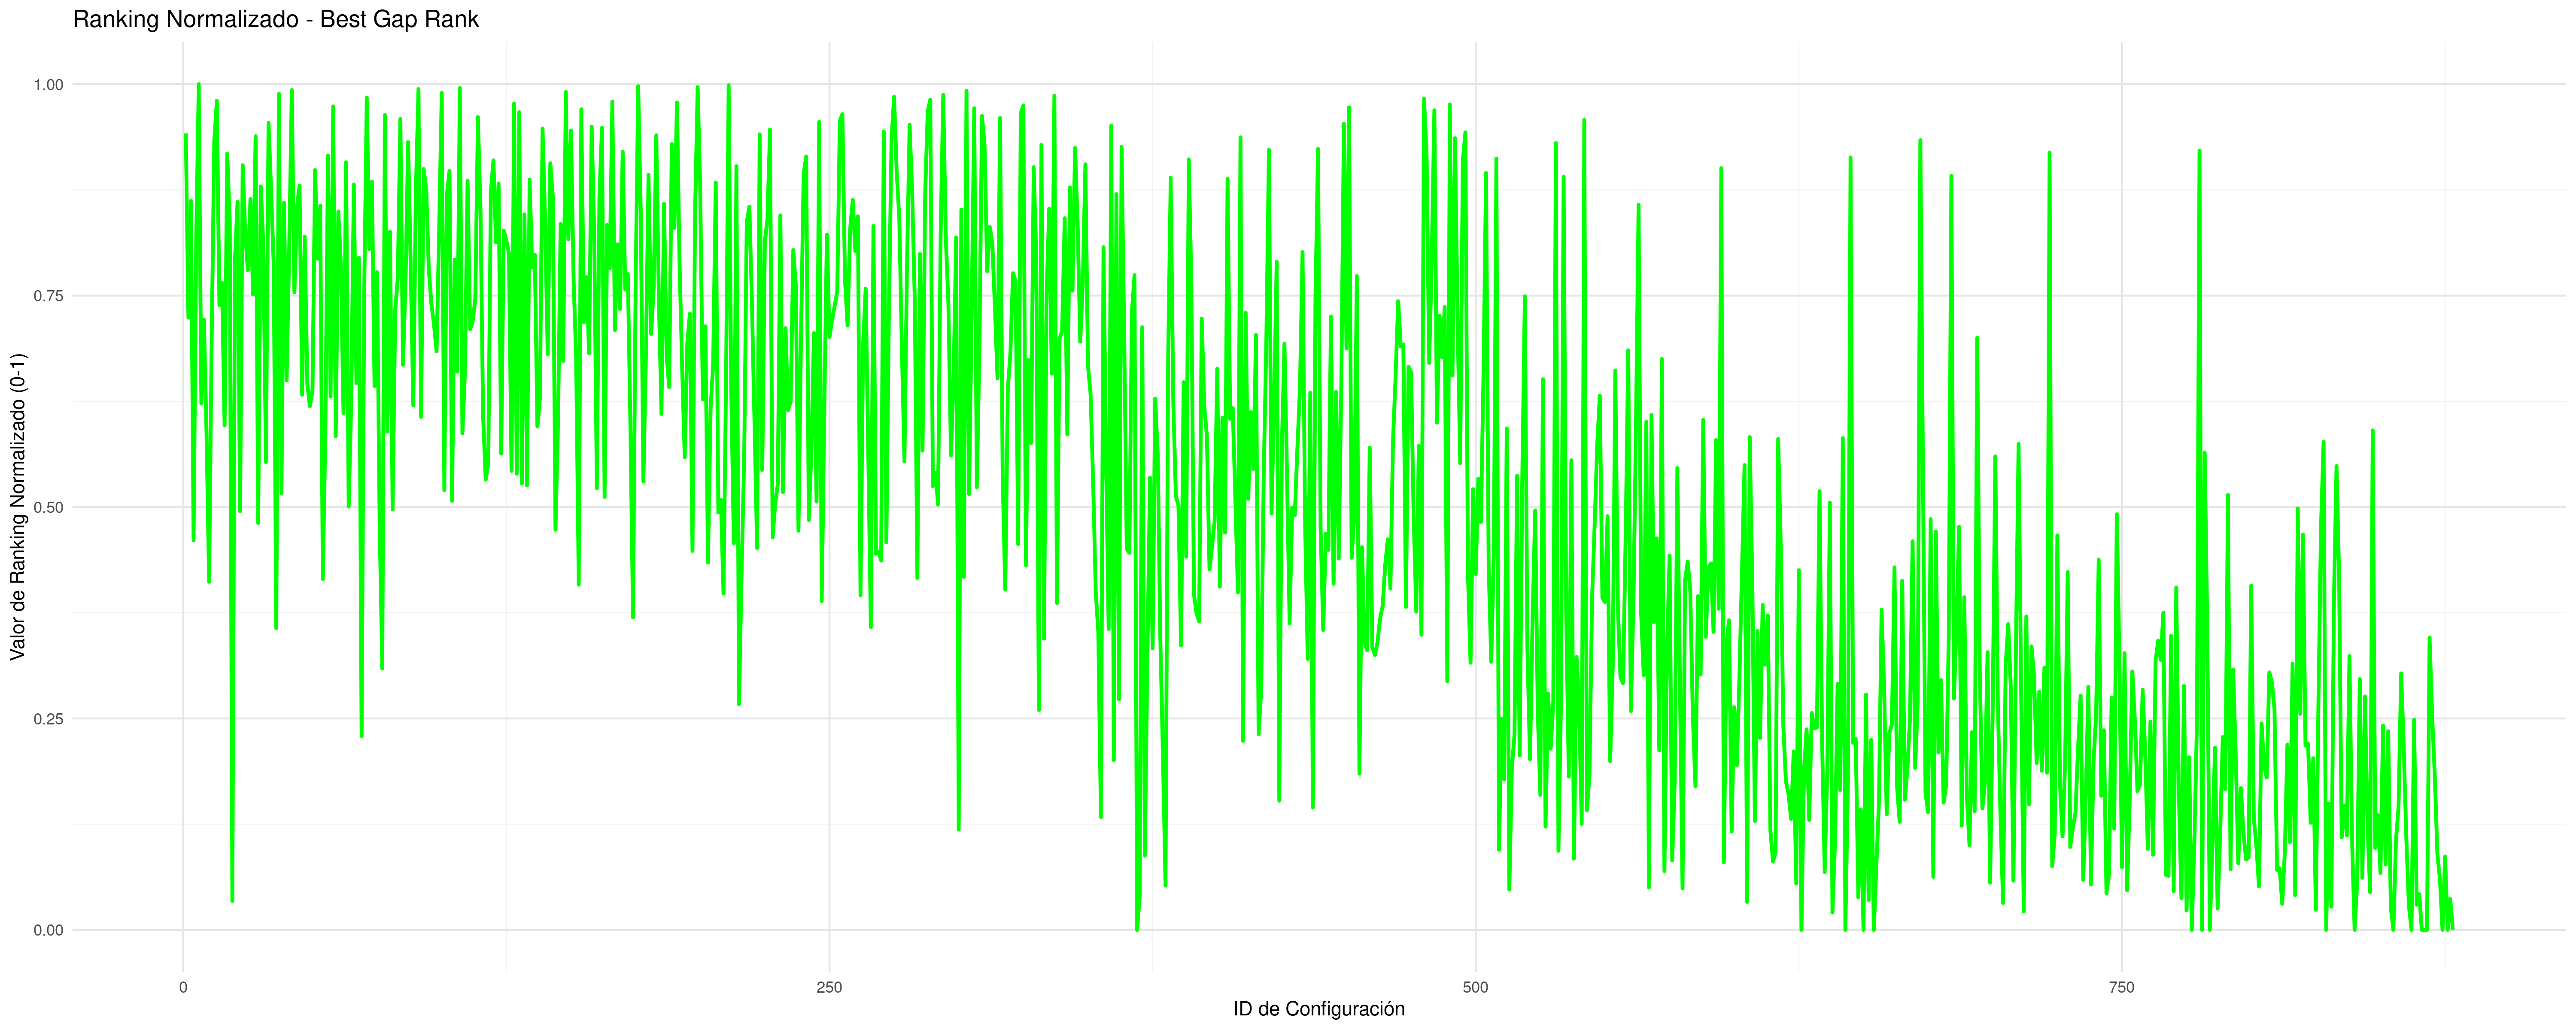 Ranking Normalizado - Best Gap Rank
Valor de Ranking Normalizado (0-1)
1.00
0.75
0.50
0.25
0.00
0 250 500 750
ID de Configuración